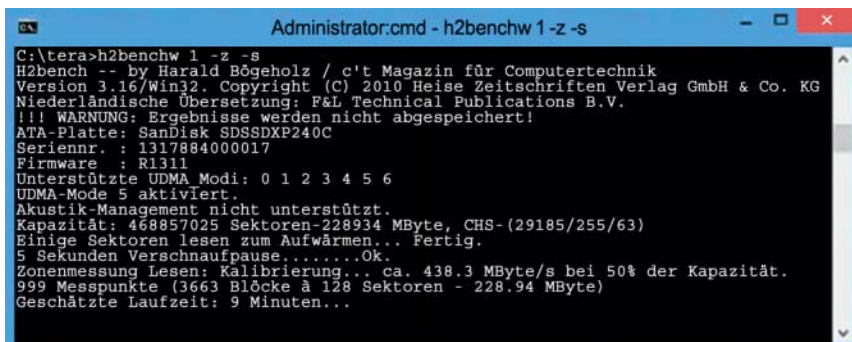 Administrator:cmd - h2benchw 1 -z -s
C:\tera>h2benchw 1 -z -s
H2bench -- by Harald Bögeholz / c't Magazin für Computertechnik
Version 3.16/Win32. Copyright (C) 2010 Heise Zeitschriften Verlag GmbH & Co. KG
Niederländische Übersetzung: F&L Technical Publications B.V.
!!! WARNUNG: Ergebnisse werden nicht abgespeichert!
ATA-Platte: SanDisk SDSSDXP240C
Seriennr. : 1317884000017
Firmware  : R1311
Unterstützte UDMA Modi: 0 1 2 3 4 5 6
UDMA-Mode 5 aktiviert.
Akustik-Management nicht unterstützt.
Kapazität: 468857025 Sektoren-228934 MByte, CHS-(29185/255/63)
Einige Sektoren lesen zum Aufwärmen... Fertig.
5 Sekunden Verschnaufpause........Ok.
Zonenmessung Lesen: Kalibrierung... ca. 438.3 MByte/s bei 50% der Kapazität.
999 Messpunkte (3663 Blöcke à 128 Sektoren - 228.94 MByte)
Geschätzte Laufzeit: 9 Minuten...